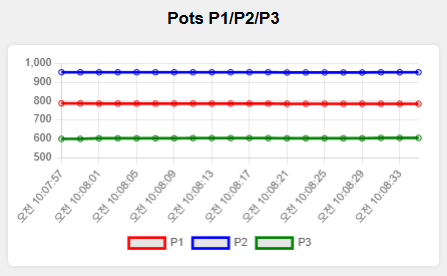 Pots P1/P2/P3
1,000
900
800
700
600
500
오전 10:07:57
오전 10:08:01
오전 10:08:05
오전 10:08:09
오전 10:08:13
오전 10:08:17
오전 10:08:21
오전 10:08:25
오전 10:08:29
오전 10:08:33
P1 P2 P3